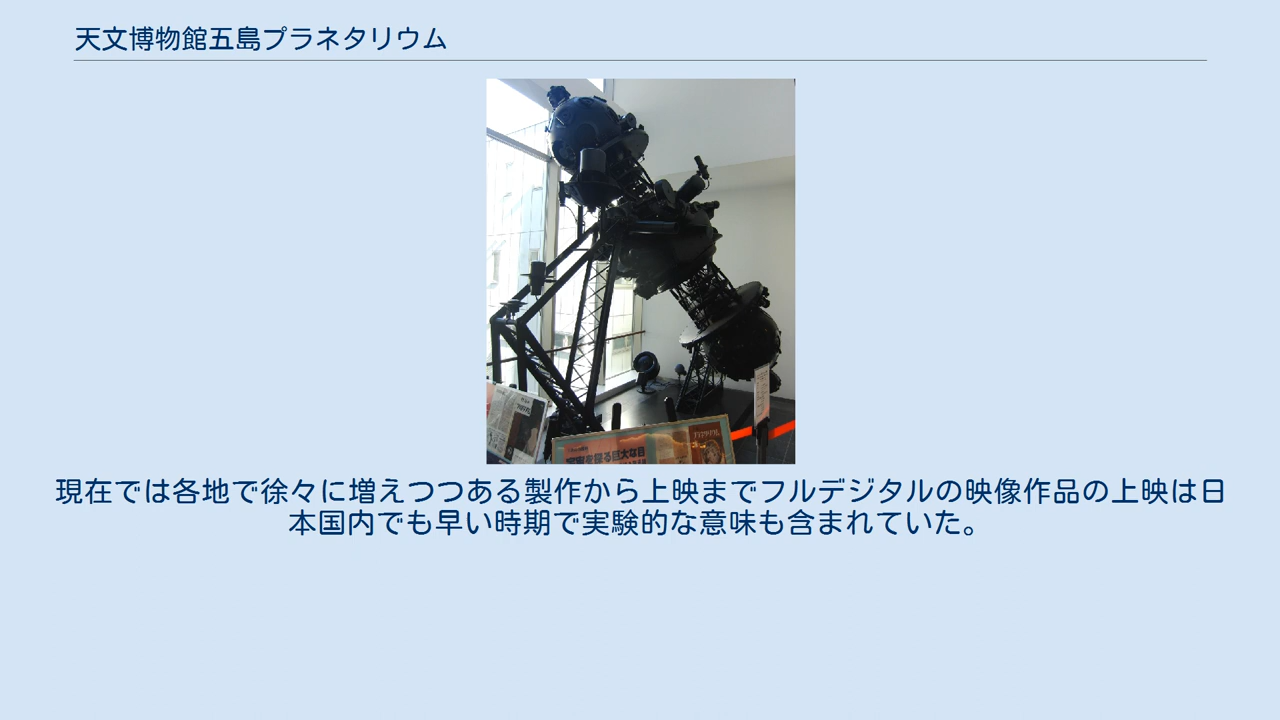 天文博物館五島プラネタリウム
現在では各地で徐々に増えつつある製作から上映までフルデジタルの映像作品の上映は日
本国内でも早い時期で実験的な意味も含まれていた。